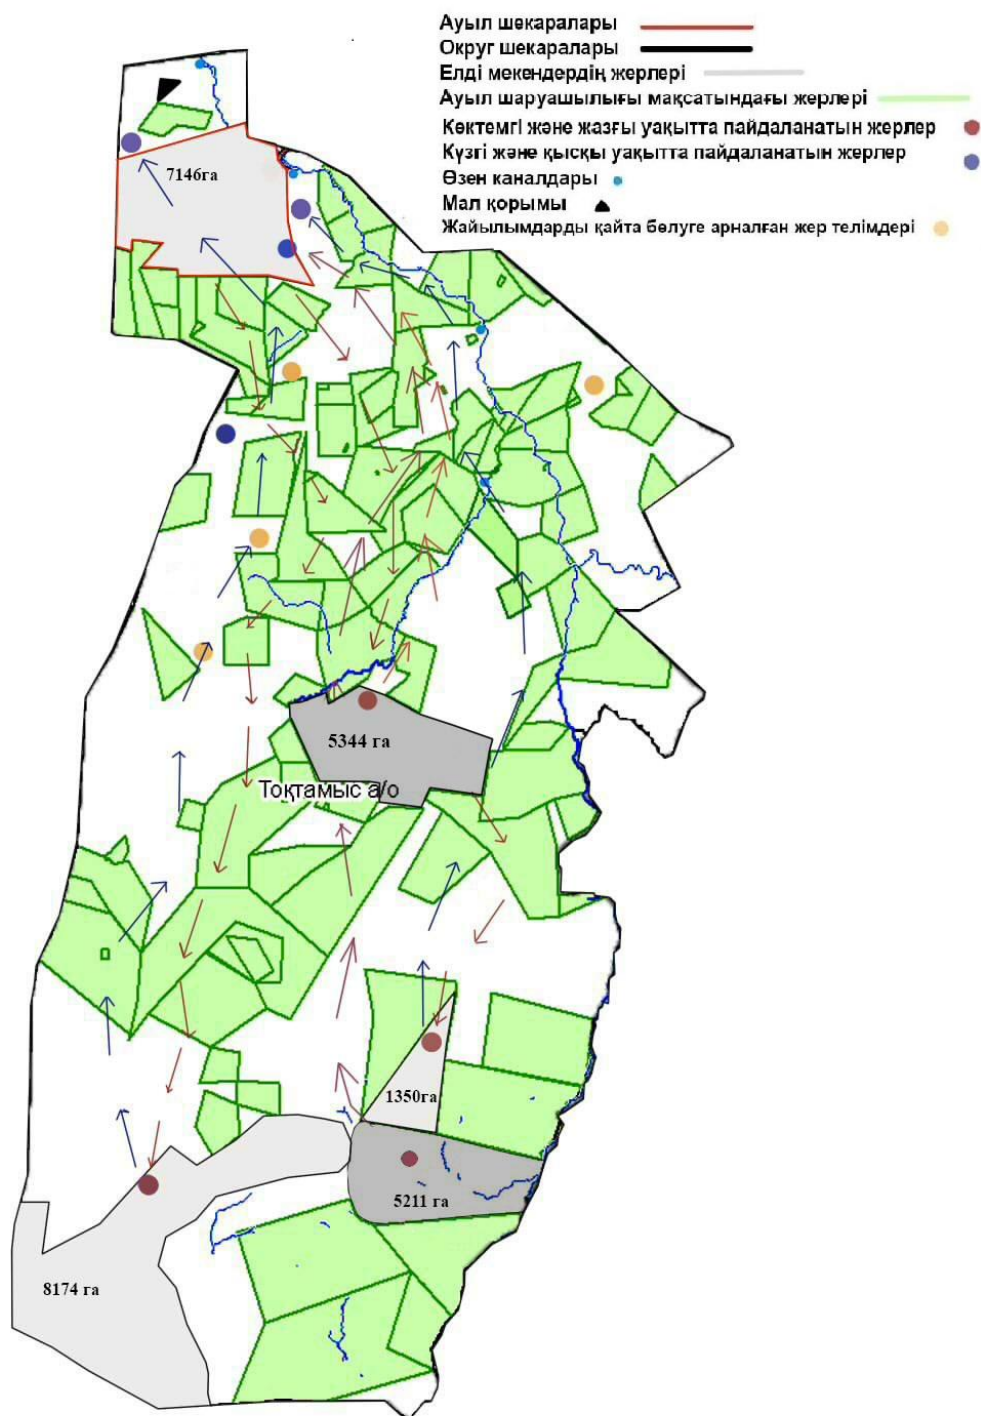 Ауыл шекаралары
Округ шекаралары
Елді мекендердің жерлері
Ауыл шаруашылығы мақсатындағы жерлері
Көктемгі және жазғы уақытта пайдаланатын жерлер
Күзгі және қысқы уақытта пайдаланатын жерлер
Өзен каналдары
Мал қорымы
Жайылымдарды қайта бөлуге арналған жер телімдері
7146га
5344 га
Тоқтамыс а/о
1350га
5211 га
8174 га